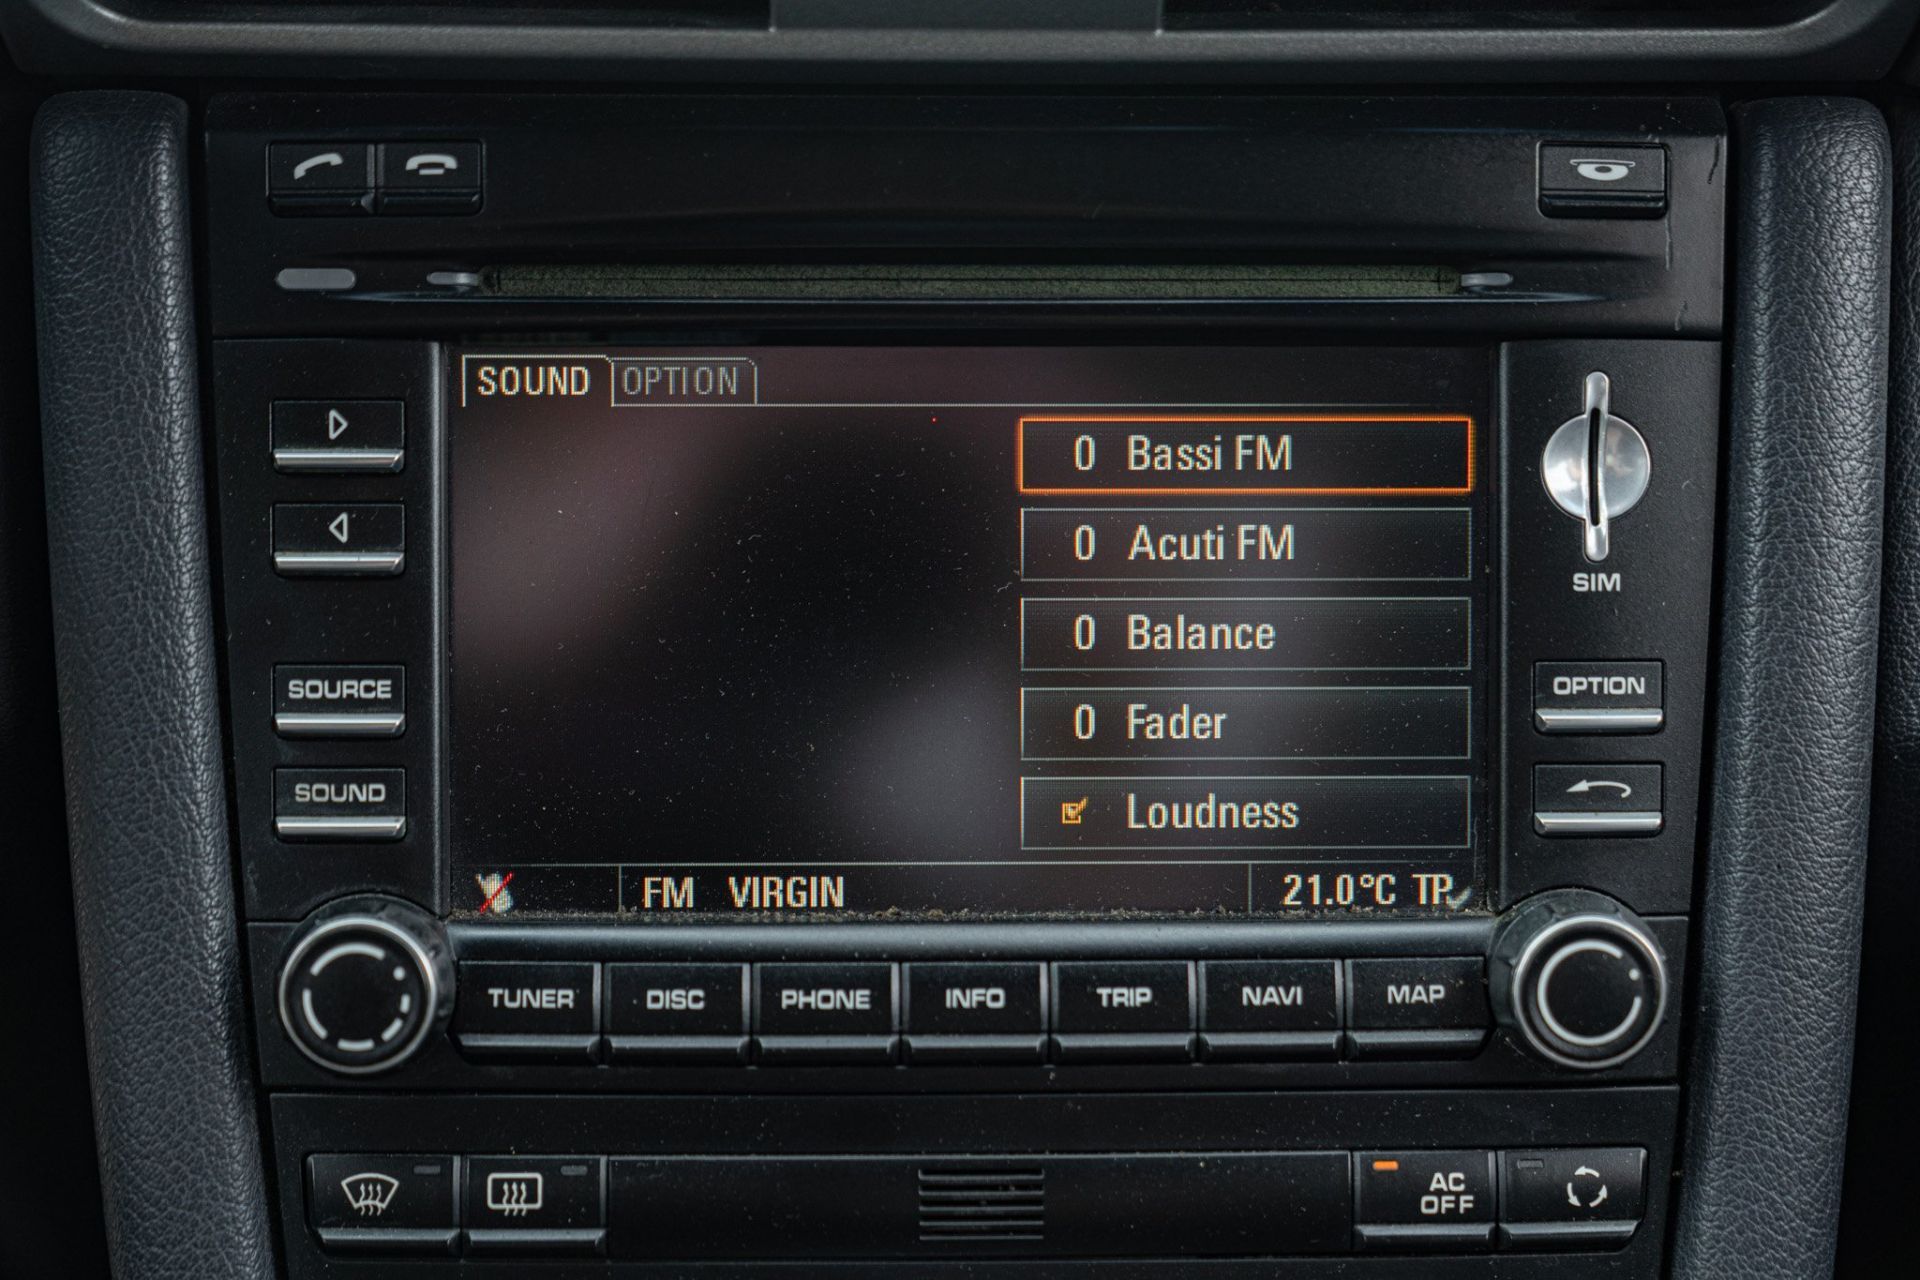 SOUND OPTION
0 Bassi FM
0 Acuti FM
0 Balance
0 Fader
Loudness
FM VIRGIN 21.0°C TP
SIM
SOURCE
SOUND
OPTION
TUNER DISC PHONE INFO TRIP NAVI MAP
AC
OFF